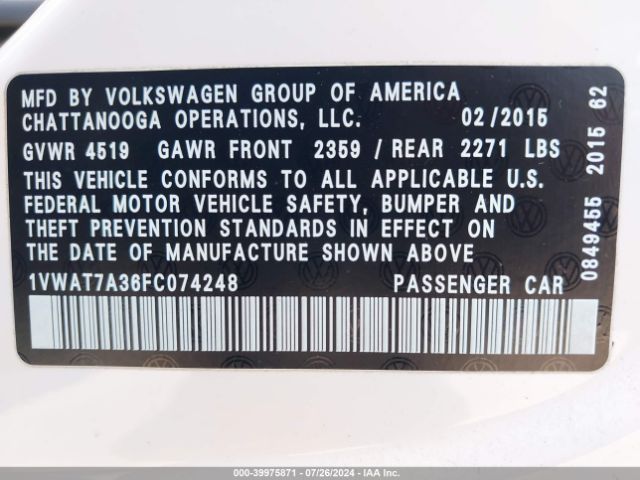 MFD BY VOLKSWAGEN GROUP OF AMERICA
CHATTANOOGA OPERATIONS, LLC. 02/2015
GVWR 4519 GAWR FRONT 2359 / REAR 2271 LBS
THIS VEHICLE CONFORMS TO ALL APPLICABLE U.S.
FEDERAL MOTOR VEHICLE SAFETY, BUMPER AND
THEFT PREVENTION STANDARDS IN EFFECT ON
THE DATE OF MANUFACTURE SHOWN ABOVE
1VWAT7A36FC074248 PASSENGER CAR
0849455 2015 62
000-39975871 | 07/26/2024 | IAA Inc.